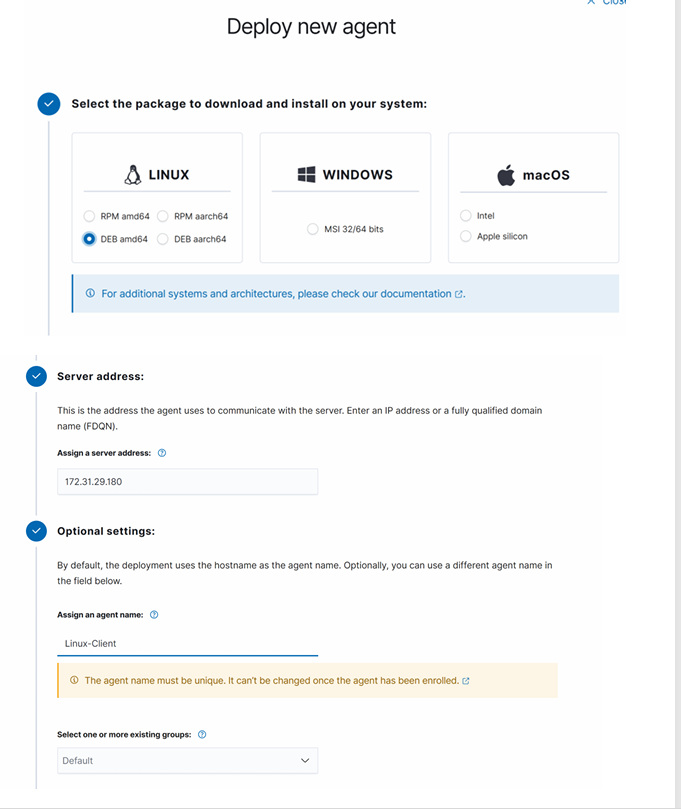 Close
Deploy new agent
Select the package to download and install on your system:
LINUX
RPM amd64 RPM aarch64
DEB amd64 DEB aarch64
WINDOWS
MSI 32/64 bits
macOS
Intel
Apple silicon
For additional systems and architectures, please check our documentation.
Server address:
This is the address the agent uses to communicate with the server. Enter an IP address or a fully qualified domain
name (FDQN).
Assign a server address:
172.31.29.180
Optional settings:
By default, the deployment uses the hostname as the agent name. Optionally, you can use a different agent name in
the field below.
Assign an agent name:
Linux-Client
The agent name must be unique. It can't be changed once the agent has been enrolled.
Select one or more existing groups:
Default